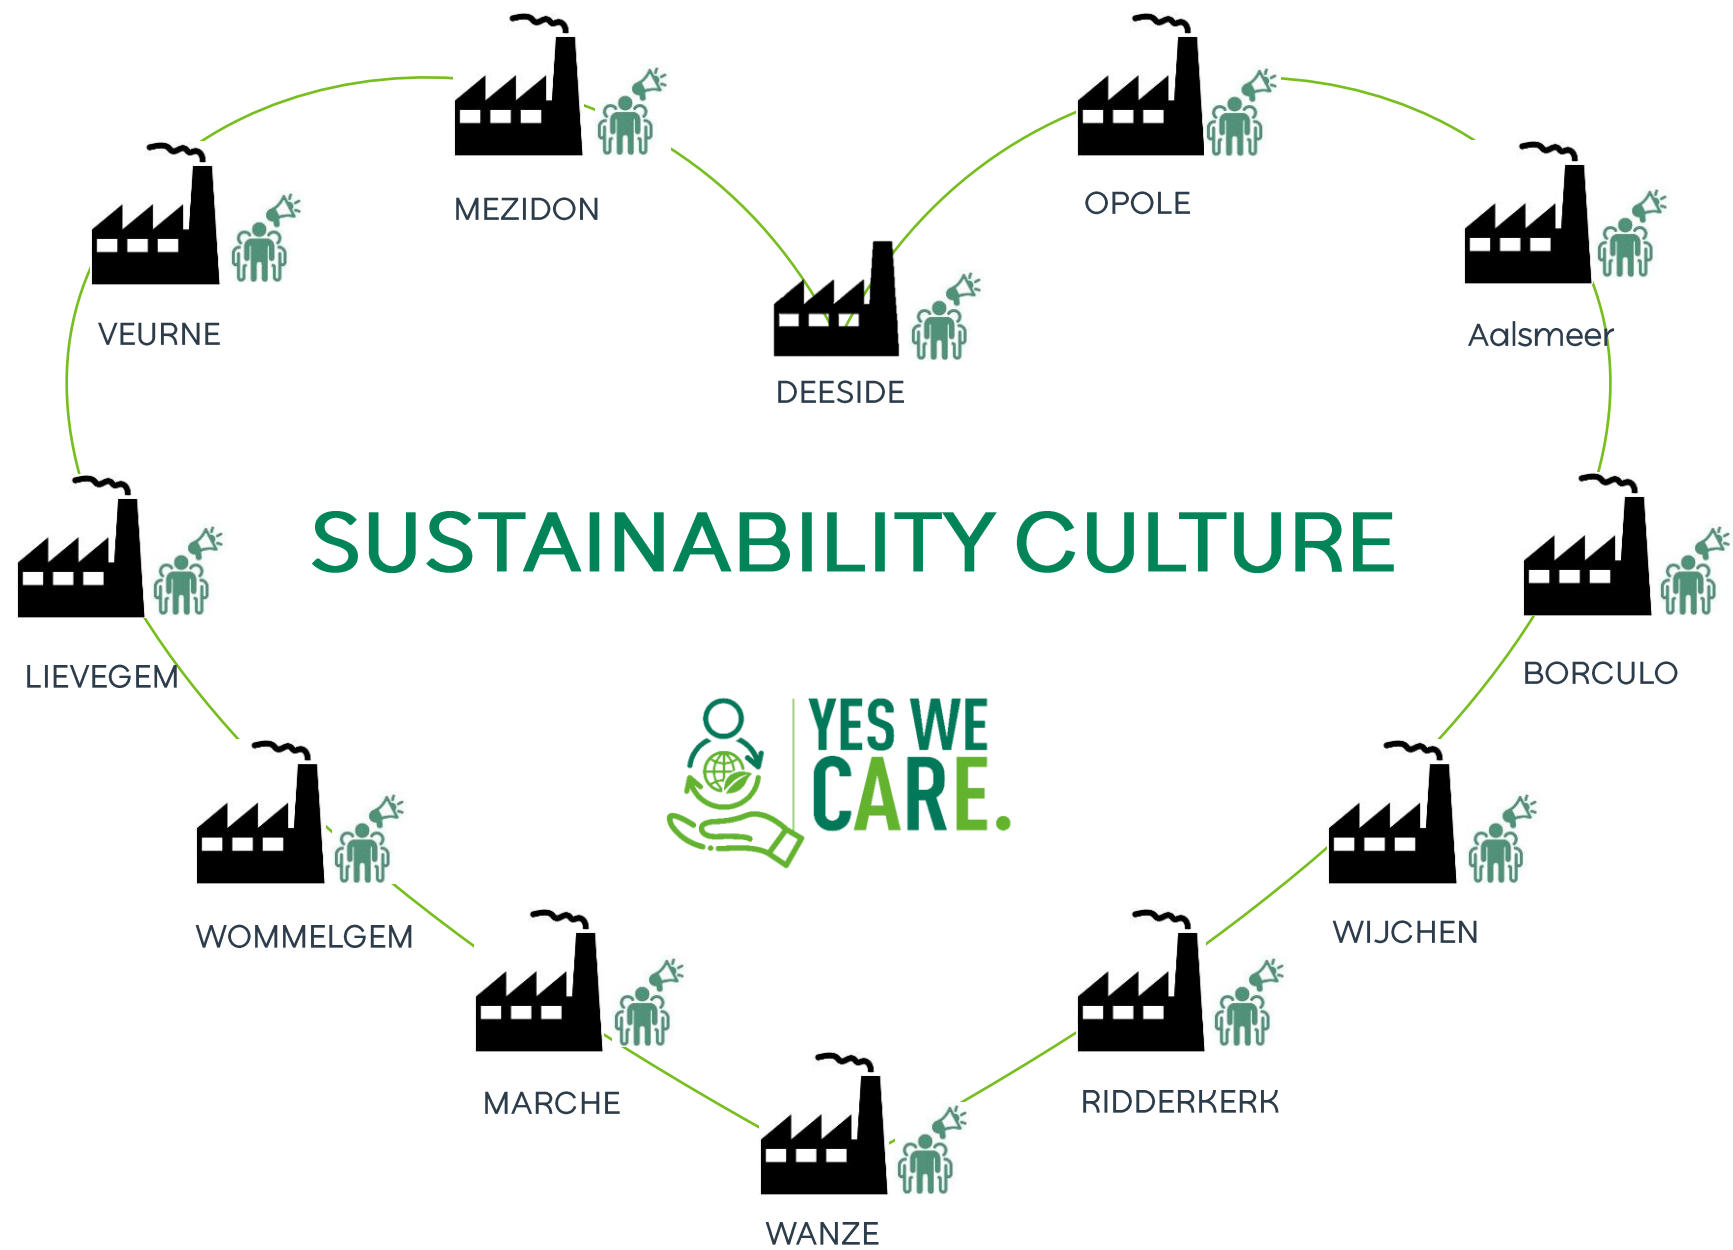 MEZIDON
OPOLE
VEURNE
Aalsmeer
DEESIDE
SUSTAINABILITY CULTURE
LIEVEGEM
BORCULO
YES WE
CARE.
WOMMELGEM
WIJCHEN
MARCHE
RIDDERKERK
WANZE